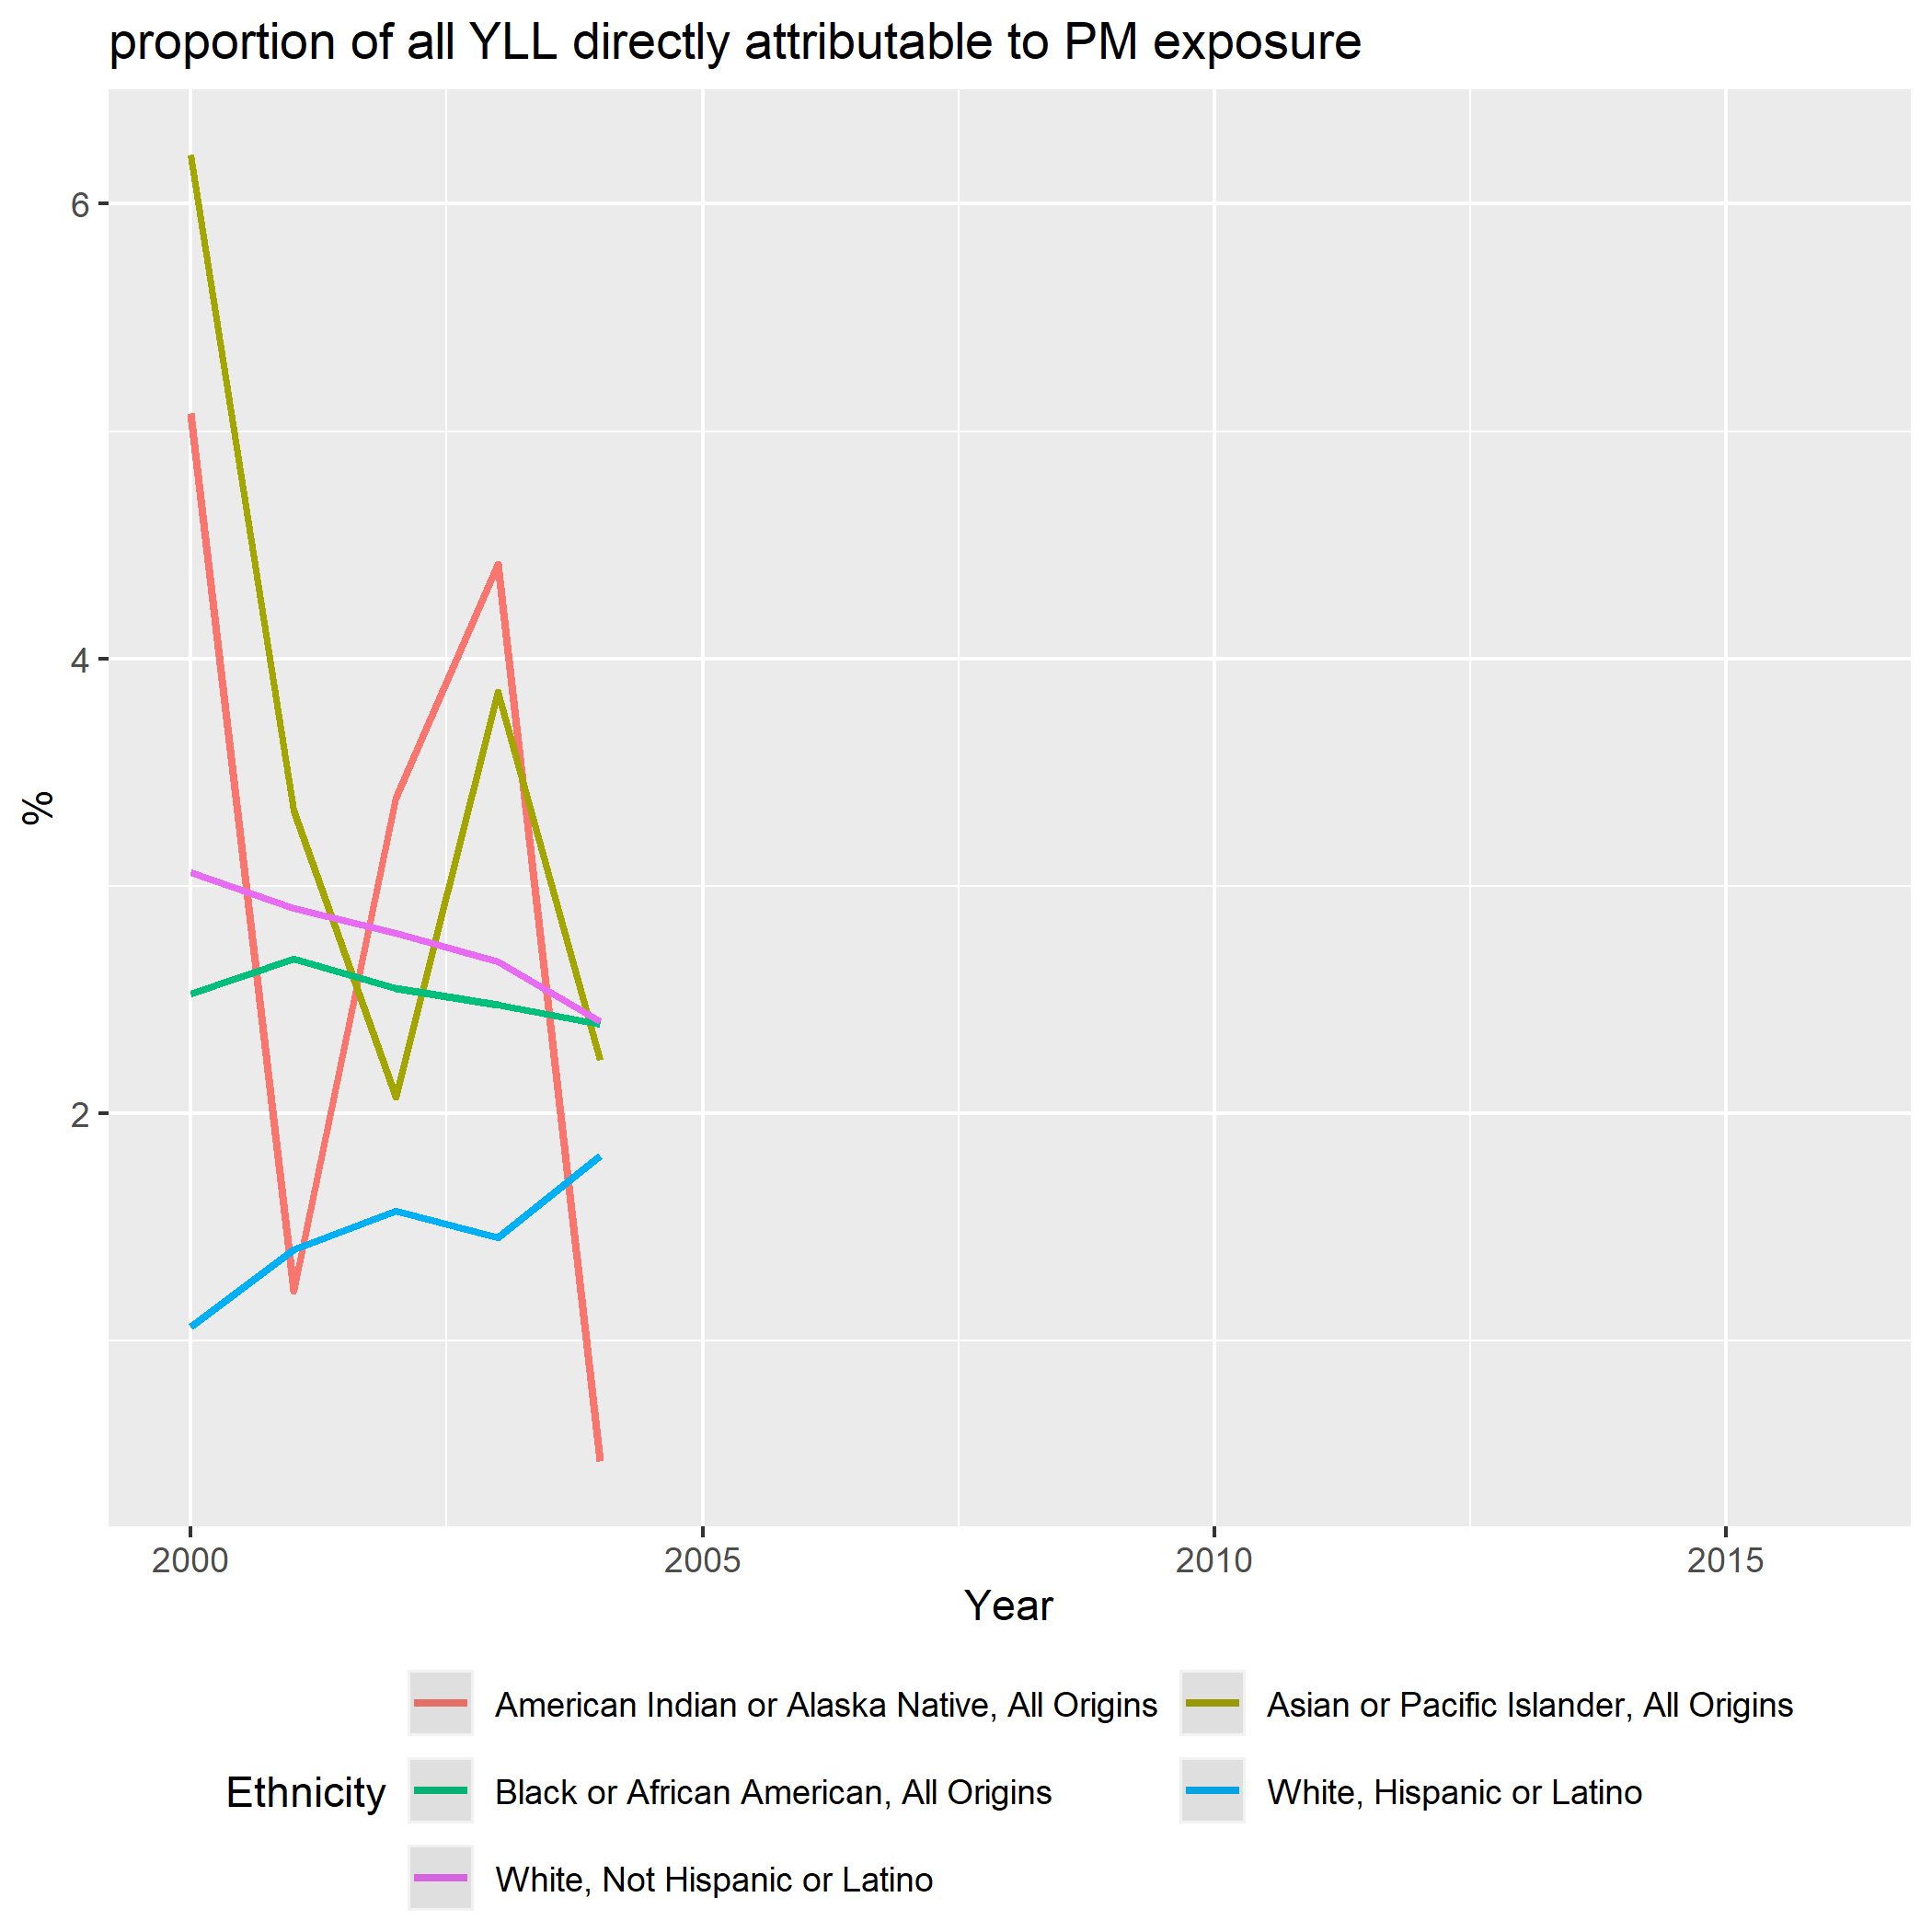 proportion of all YLL directly attributable to PM exposure
6
4
2
%
2000 2005 2010 2015
Year
Ethnicity
American Indian or Alaska Native, All Origins
Asian or Pacific Islander, All Origins
Black or African American, All Origins
White, Hispanic or Latino
White, Not Hispanic or Latino